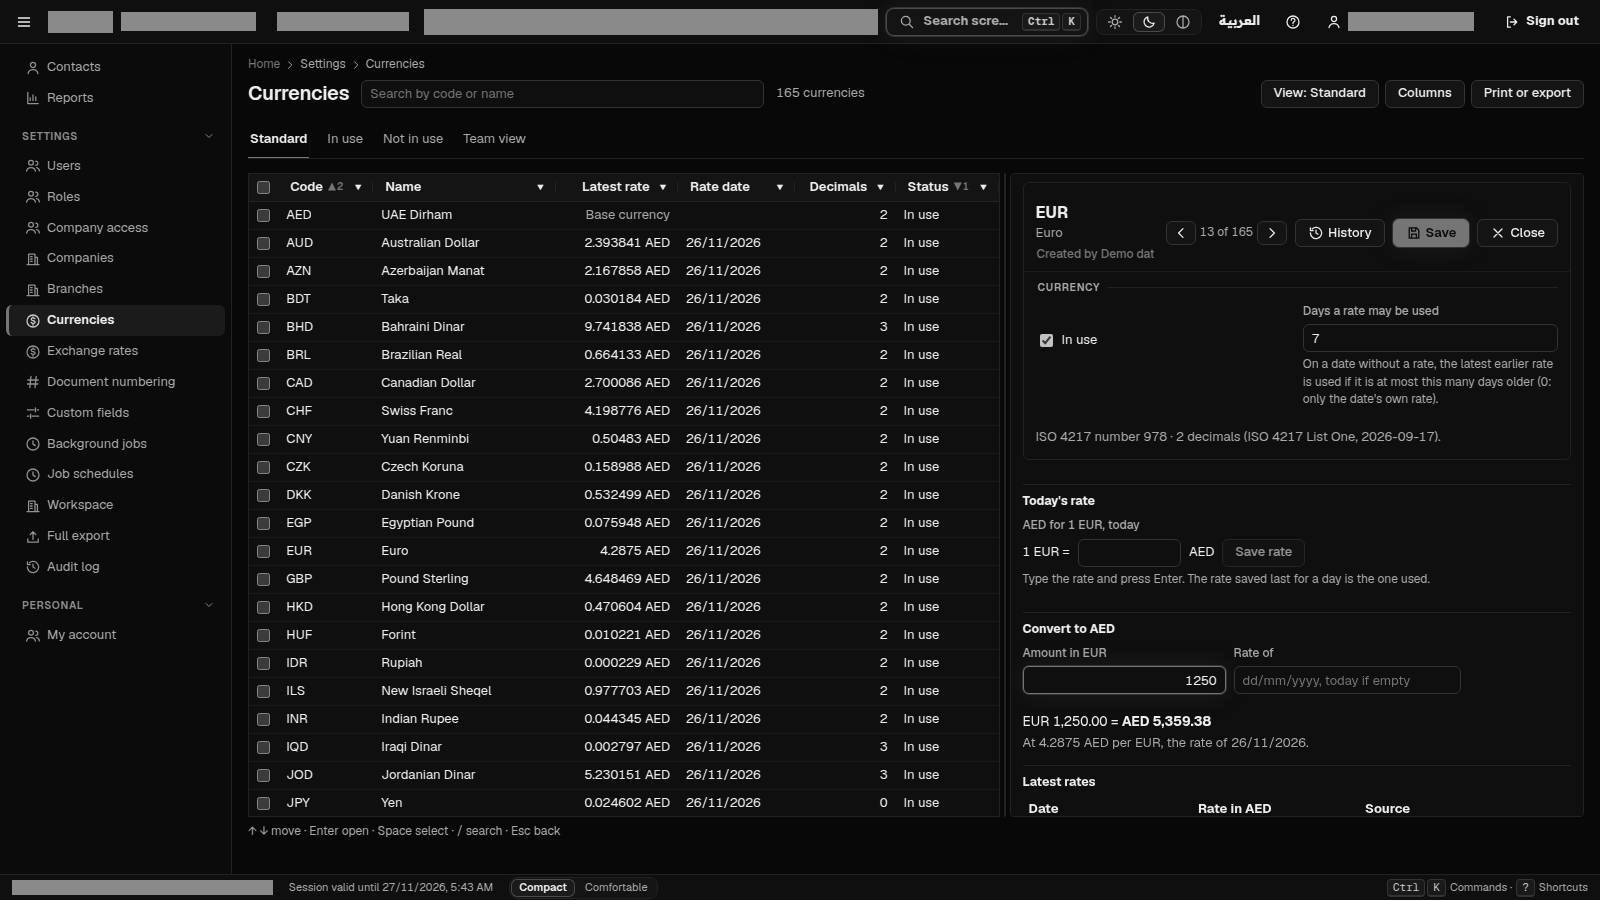 Search scre... Ctrl K العربية Sign out
Contacts
Reports
SETTINGS
Users
Roles
Company access
Companies
Branches
Currencies
Exchange rates
Document numbering
Custom fields
Background jobs
Job schedules
Workspace
Full export
Audit log
PERSONAL
My account
Home > Settings > Currencies
Currencies Search by code or name 165 currencies View: Standard Columns Print or export
Standard In use Not in use Team view
Code ▲2 ▼ Name ▼ Latest rate ▼ Rate date ▼ Decimals ▼ Status ▼1 ▼
AED UAE Dirham Base currency 2 In use
AUD Australian Dollar 2.393841 AED 26/11/2026 2 In use
AZN Azerbaijan Manat 2.167858 AED 26/11/2026 2 In use
BDT Taka 0.030184 AED 26/11/2026 2 In use
BHD Bahraini Dinar 9.741838 AED 26/11/2026 3 In use
BRL Brazilian Real 0.664133 AED 26/11/2026 2 In use
CAD Canadian Dollar 2.700086 AED 26/11/2026 2 In use
CHF Swiss Franc 4.198776 AED 26/11/2026 2 In use
CNY Yuan Renminbi 0.50483 AED 26/11/2026 2 In use
CZK Czech Koruna 0.158988 AED 26/11/2026 2 In use
DKK Danish Krone 0.532499 AED 26/11/2026 2 In use
EGP Egyptian Pound 0.075948 AED 26/11/2026 2 In use
EUR Euro 4.2875 AED 26/11/2026 2 In use
GBP Pound Sterling 4.648469 AED 26/11/2026 2 In use
HKD Hong Kong Dollar 0.470604 AED 26/11/2026 2 In use
HUF Forint 0.010221 AED 26/11/2026 2 In use
IDR Rupiah 0.000229 AED 26/11/2026 2 In use
ILS New Israeli Sheqel 0.977703 AED 26/11/2026 2 In use
INR Indian Rupee 0.044345 AED 26/11/2026 2 In use
IQD Iraqi Dinar 0.002797 AED 26/11/2026 3 In use
JOD Jordanian Dinar 5.230151 AED 26/11/2026 3 In use
JPY Yen 0.024602 AED 26/11/2026 0 In use
↑↓ move · Enter open · Space select · / search · Esc back
EUR
Euro
Created by Demo dat
13 of 165 History Save Close
CURRENCY
In use
Days a rate may be used
7
On a date without a rate, the latest earlier rate
is used if it is at most this many days older (0:
only the date's own rate).
ISO 4217 number 978 · 2 decimals (ISO 4217 List One, 2026-09-17).
Today's rate
AED for 1 EUR, today
1 EUR = AED Save rate
Type the rate and press Enter. The rate saved last for a day is the one used.
Convert to AED
Amount in EUR Rate of
1250 dd/mm/yyyy, today if empty
EUR 1,250.00 = AED 5,359.38
At 4.2875 AED per EUR, the rate of 26/11/2026.
Latest rates
Date Rate in AED Source
Session valid until 27/11/2026, 5:43 AM Compact Comfortable Ctrl K Commands · ? Shortcuts